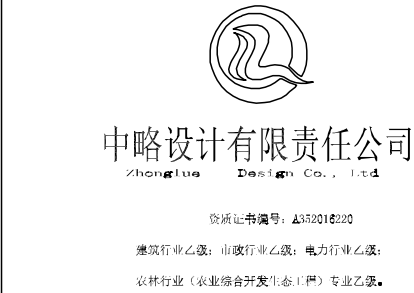 中略设计有限责任公司
Zhonglue Design Co., Ltd
资质证书编号：A352016220
建筑行业乙级；市政行业乙级；电力行业乙级；
农林行业（农业综合开发生态工程）专业乙级。